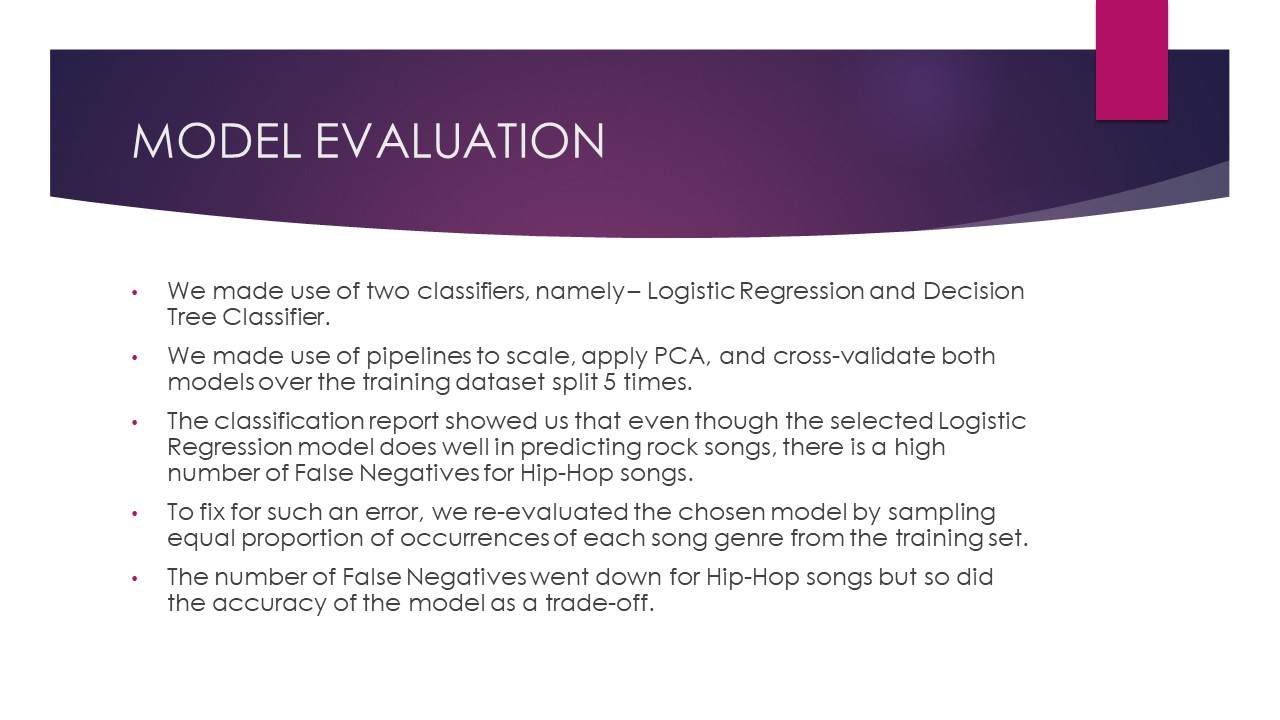 MODEL EVALUATION
• We made use of two classifiers, namely – Logistic Regression and Decision
Tree Classifier.
• We made use of pipelines to scale, apply PCA, and cross-validate both
models over the training dataset split 5 times.
• The classification report showed us that even though the selected Logistic
Regression model does well in predicting rock songs, there is a high
number of False Negatives for Hip-Hop songs.
• To fix for such an error, we re-evaluated the chosen model by sampling
equal proportion of occurrences of each song genre from the training set.
• The number of False Negatives went down for Hip-Hop songs but so did
the accuracy of the model as a trade-off.